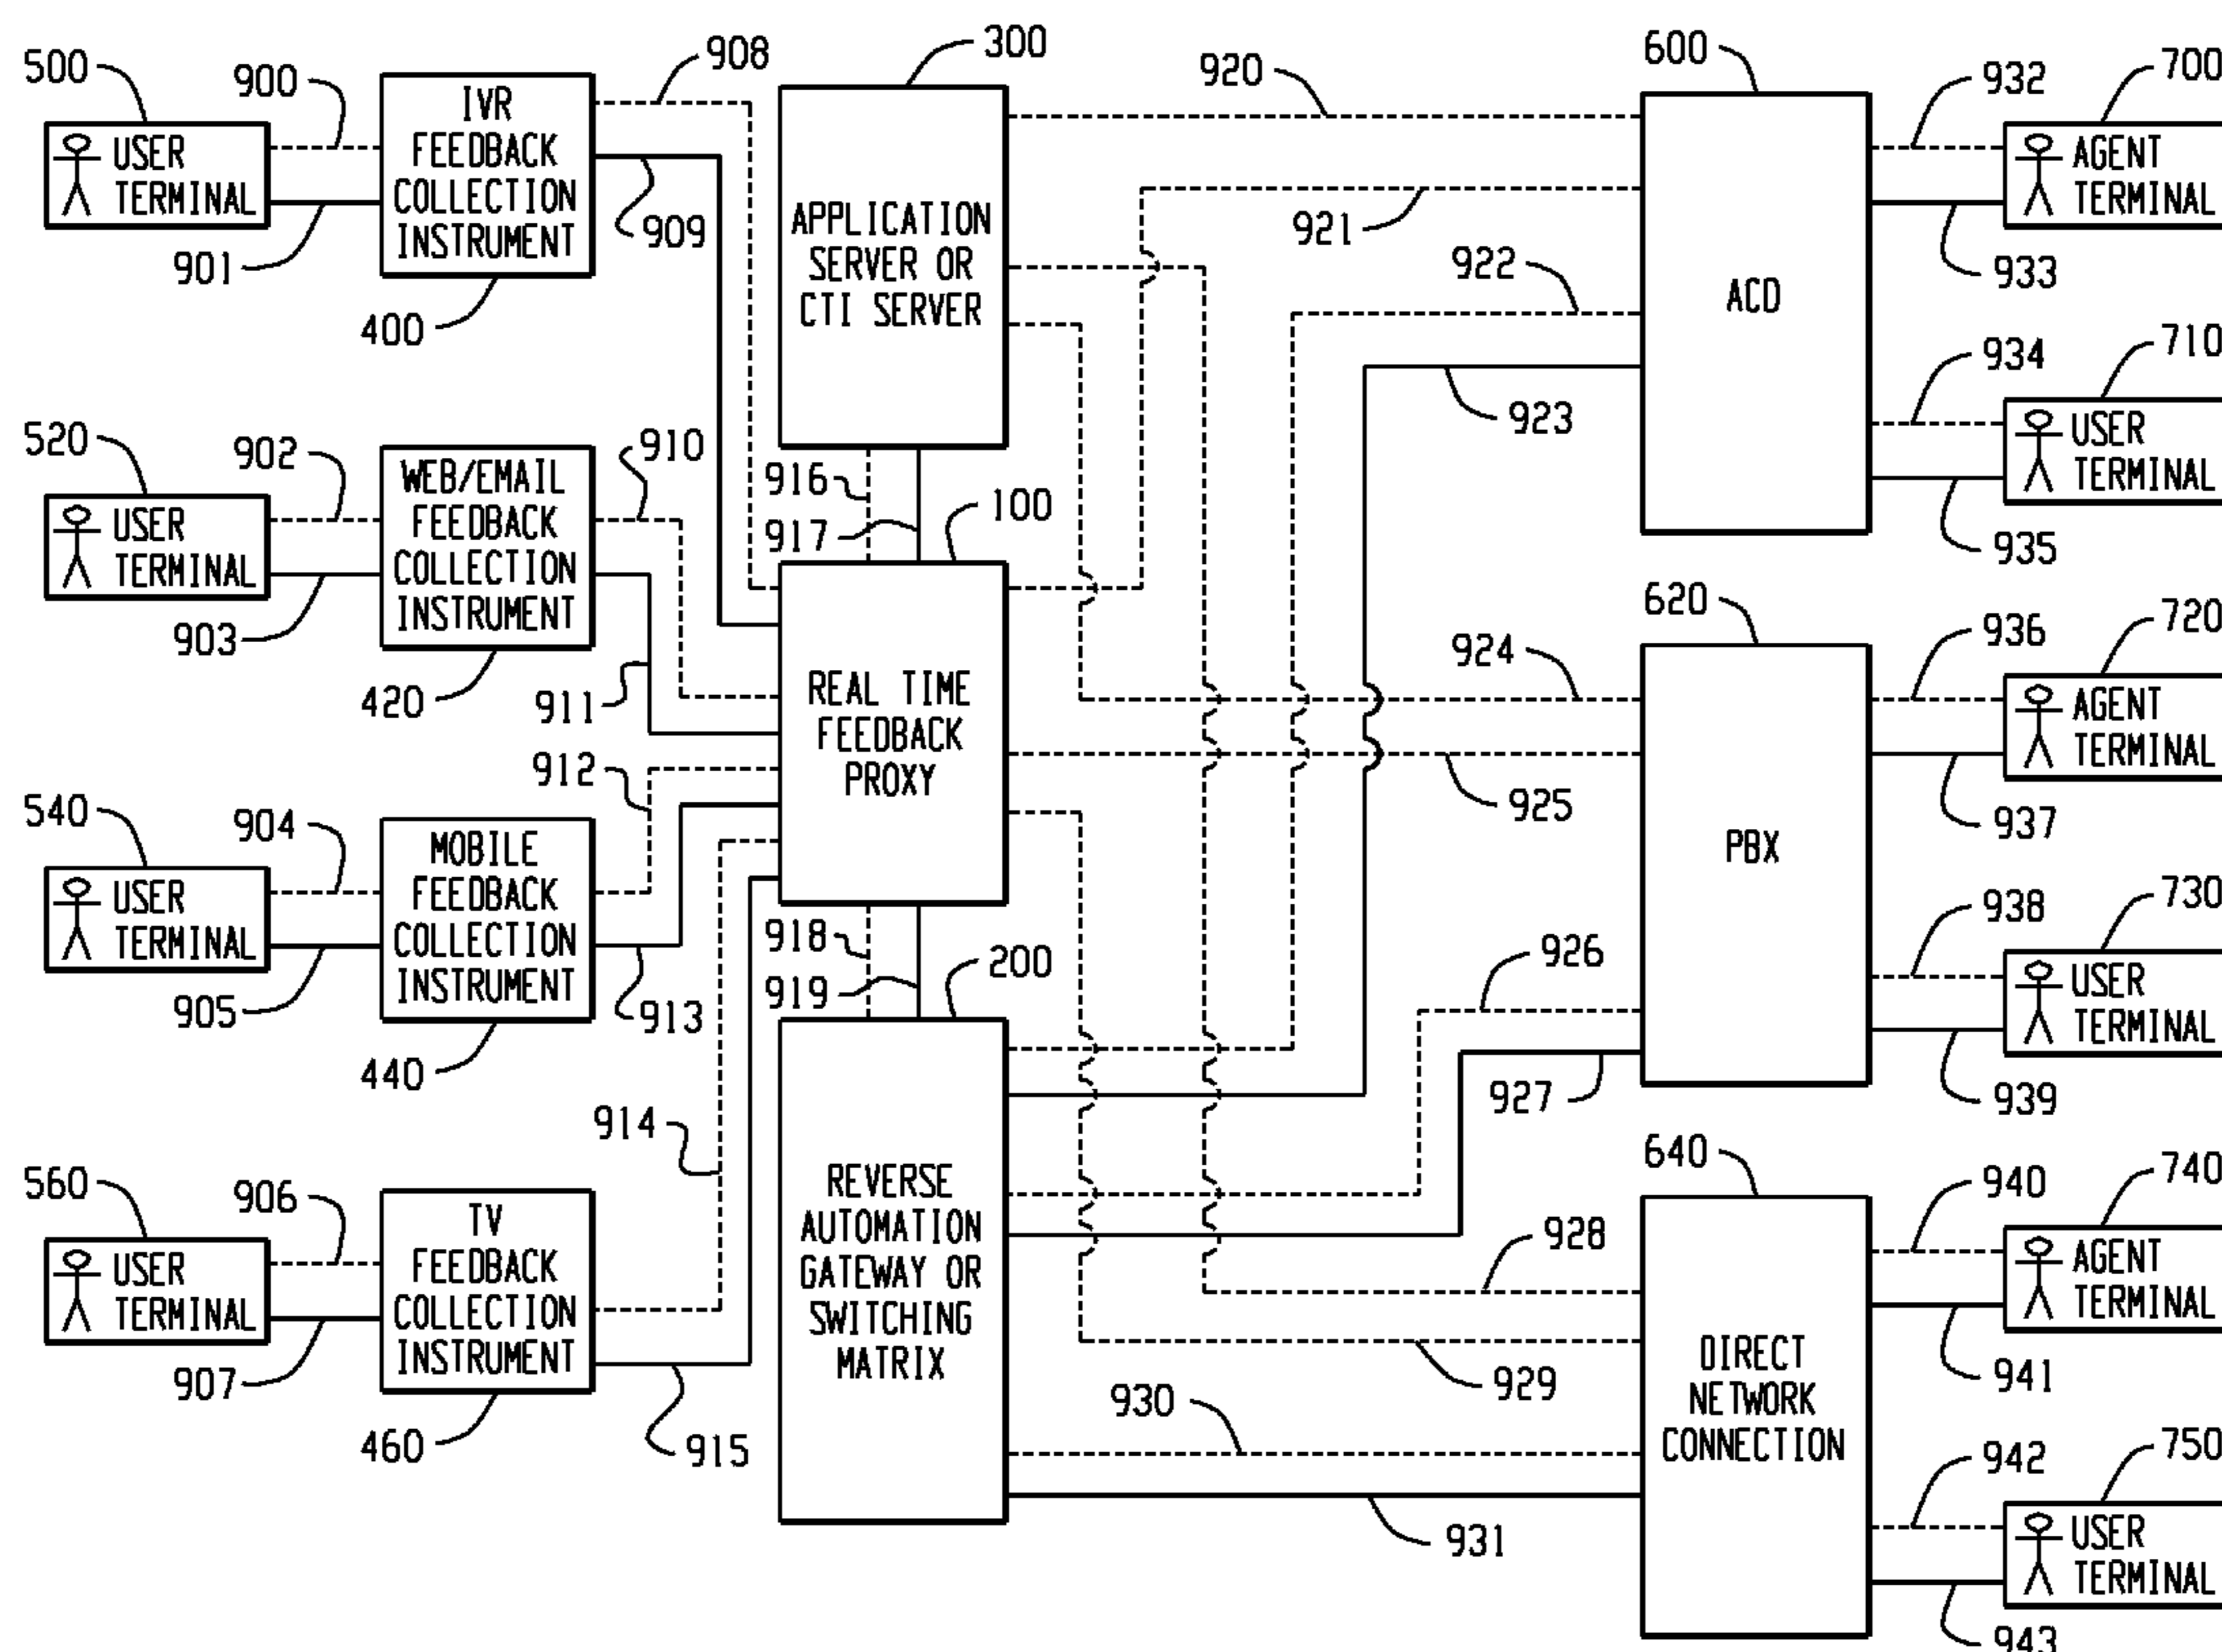 500
900
USER
TERMINAL
901
IVR
FEEDBACK
COLLECTION
INSTRUMENT
400
908
909
520
902
USER
TERMINAL
903
WEB/EMAIL
FEEDBACK
COLLECTION
INSTRUMENT
420
910
911
540
904
USER
TERMINAL
905
MOBILE
FEEDBACK
COLLECTION
INSTRUMENT
440
912
913
560
906
USER
TERMINAL
907
TV
FEEDBACK
COLLECTION
INSTRUMENT
460
914
915
300
APPLICATION
SERVER OR
CTI SERVER
916
917
100
REAL TIME
FEEDBACK
PROXY
918
919
200
REVERSE
AUTOMATION
GATEWAY OR
SWITCHING
MATRIX
920
921
922
923
924
925
926
927
928
929
930
931
600
ACD
620
PBX
640
DIRECT
NETWORK
CONNECTION
932
700
AGENT
TERMINAL
933
934
710
USER
TERMINAL
935
936
720
AGENT
TERMINAL
937
938
730
USER
TERMINAL
939
940
740
AGENT
TERMINAL
941
942
750
USER
TERMINAL
943